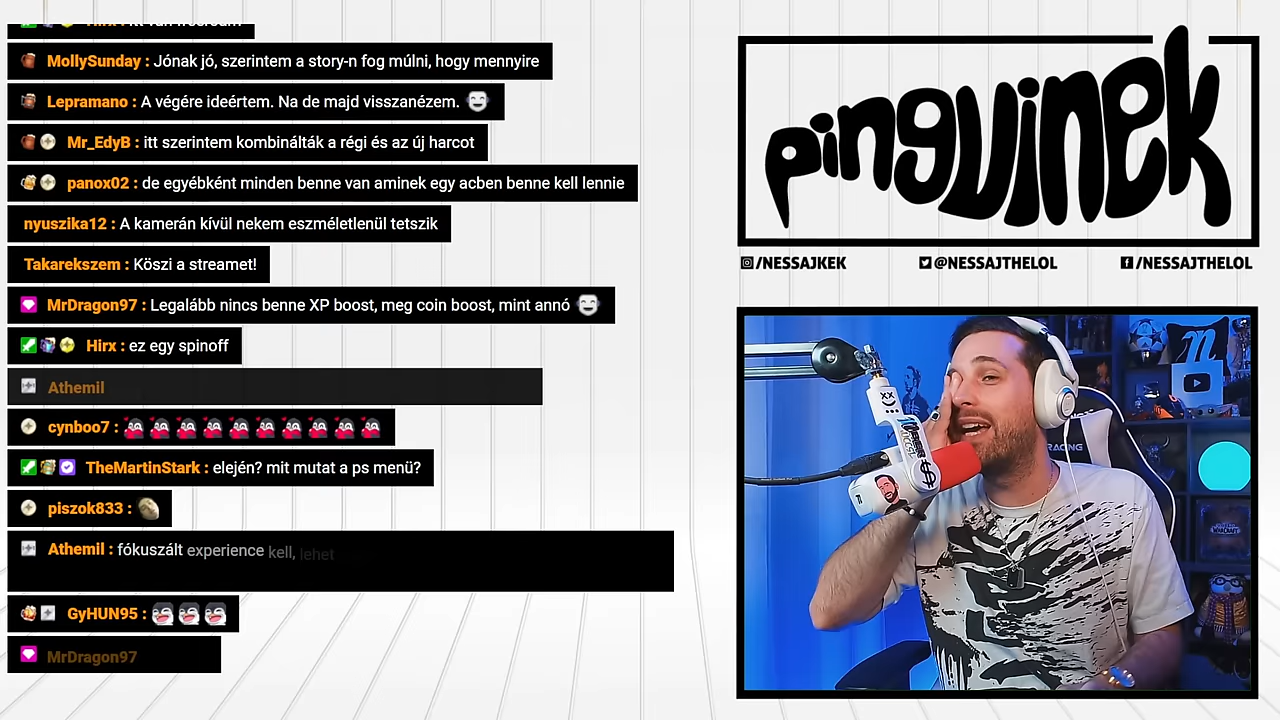 MollySunday : Jónak jó, szerintem a story-n fog múlni, hogy mennyire
Lepramano : A végére ideértem. Na de majd visszanézem.
Mr_EdyB : itt szerintem kombinálták a régi és az új harcot
panox02 : de egyébként minden benne van aminek egy acben benne kell lennie
nyuszika12 : A kamerán kívül nekem eszméletlenül tetszik
Takarekszem : Köszi a streamet!
MrDragon97 : Legalább nincs benne XP boost, meg coin boost, mint annó
Hirx : ez egy spinoff
Athemil
cynboo7 :
TheMartinStark : elején? mit mutat a ps menü?
piszok833 :
Athemil : fókuszált experience kell, lehet
GyHUN95 :
MrDragon97
pingvinek
/NESSAJKEK
@NESSAJTHELOL
/NESSAJTHELOL
RACING